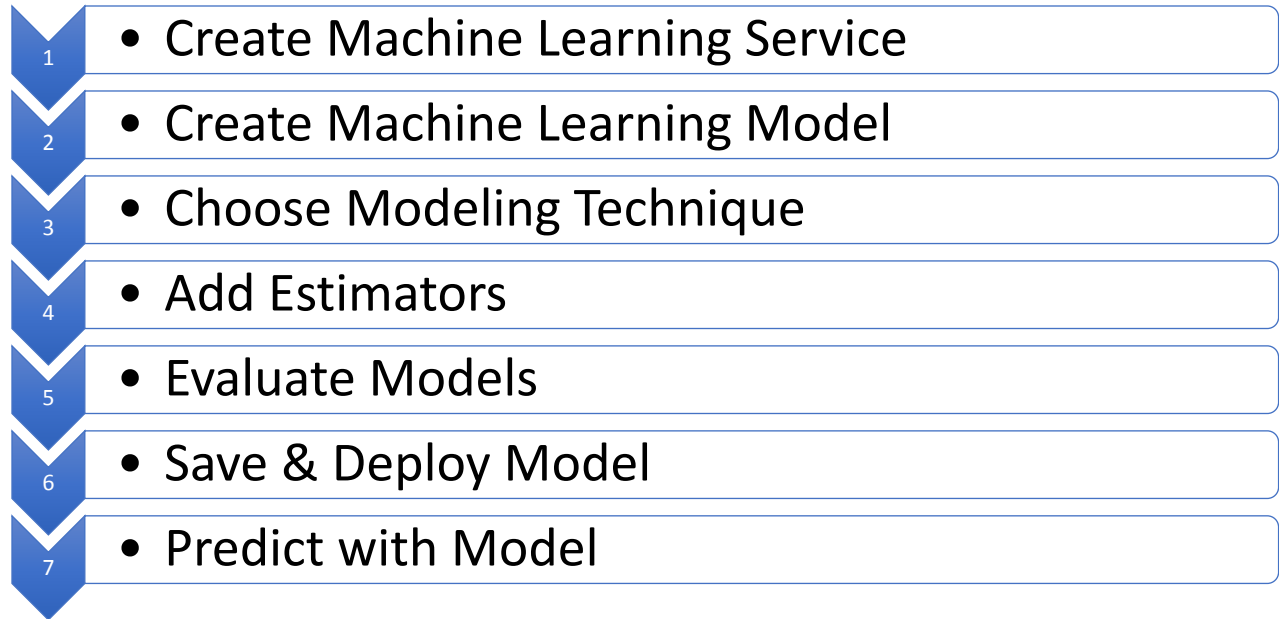 1 • Create Machine Learning Service
2 • Create Machine Learning Model
3 • Choose Modeling Technique
4 • Add Estimators
5 • Evaluate Models
6 • Save & Deploy Model
7 • Predict with Model